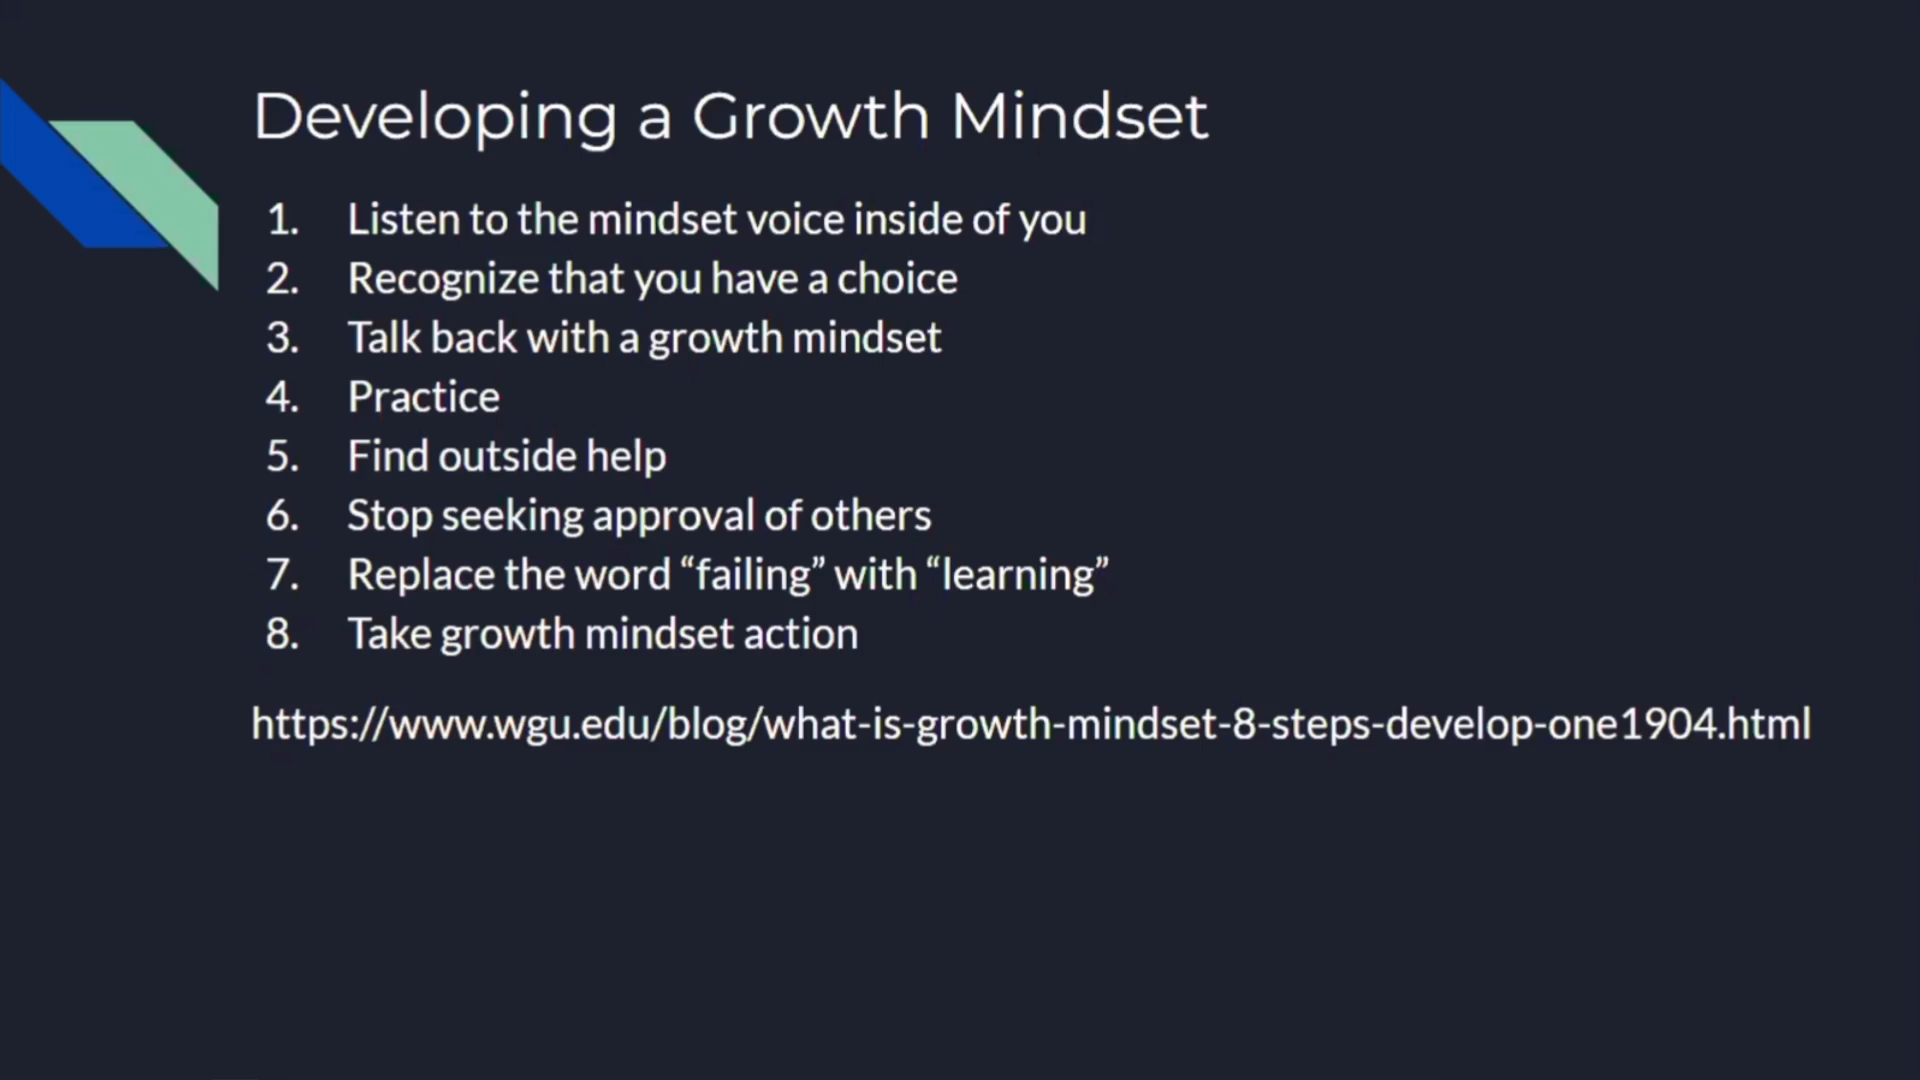 Developing a Growth Mindset
1. Listen to the mindset voice inside of you
2. Recognize that you have a choice
3. Talk back with a growth mindset
4. Practice
5. Find outside help
6. Stop seeking approval of others
7. Replace the word “failing” with “learning”
8. Take growth mindset action
https://www.wgu.edu/blog/what-is-growth-mindset-8-steps-develop-one1904.html